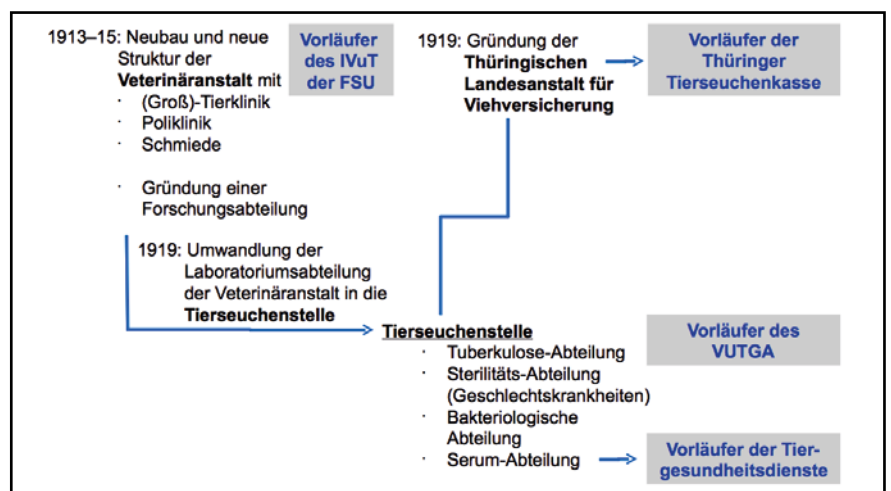 1913–15: Neubau und neue
Struktur der
Veterinäranstalt mit
· (Groß)-Tierklinik
· Poliklinik
· Schmiede
· Gründung einer
Forschungsabteilung
Vorläufer
des IVuT
der FSU
1919: Gründung der
Thüringischen
Landesanstalt für
Viehversicherung
Vorläufer der
Thüringer
Tierseuchenkasse
1919: Umwandlung der
Laboratoriumsabteilung
der Veterinäranstalt in die
Tierseuchenstelle
Tierseuchenstelle
· Tuberkulose-Abteilung
· Sterilitäts-Abteilung
(Geschlechtskrankheiten)
· Bakteriologische
Abteilung
· Serum-Abteilung
Vorläufer des
VUTGA
Vorläufer der Tier-
gesundheitsdienste